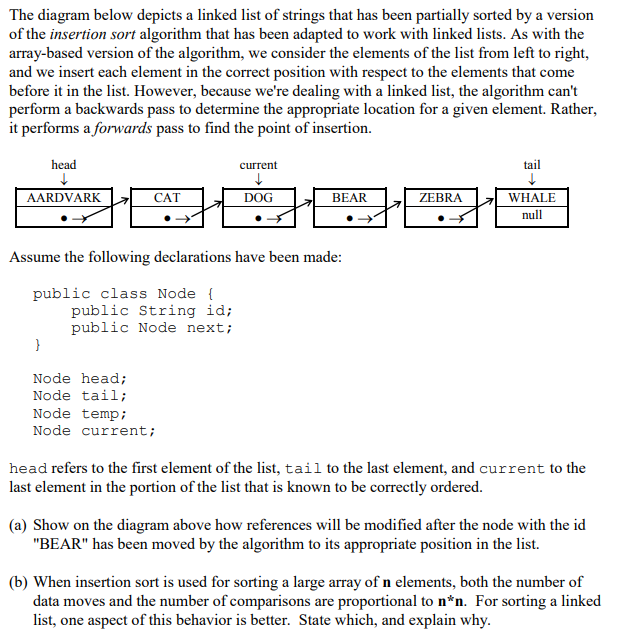 The diagram below depicts a linked list of strings that has been partially sorted by a version
of the insertion sort algorithm that has been adapted to work with linked lists. As with the
array-based version of the algorithm, we consider the elements of the list from left to right,
and we insert each element in the correct position with respect to the elements that come
before it in the list. However, because we're dealing with a linked list, the algorithm can't
perform a backwards pass to determine the appropriate location for a given element. Rather,
it performs a forwards pass to find the point of insertion.
head current tail
AARDVARK CAT DOG BEAR ZEBRA WHALE
null
Assume the following declarations have been made:
public class Node {
public String id;
public Node next;
}
Node head;
Node tail;
Node temp;
Node current;
head refers to the first element of the list, tail to the last element, and current to the
last element in the portion of the list that is known to be correctly ordered.
(a) Show on the diagram above how references will be modified after the node with the id
"BEAR" has been moved by the algorithm to its appropriate position in the list.
(b) When insertion sort is used for sorting a large array of n elements, both the number of
data moves and the number of comparisons are proportional to n*n. For sorting a linked
list, one aspect of this behavior is better. State which, and explain why.